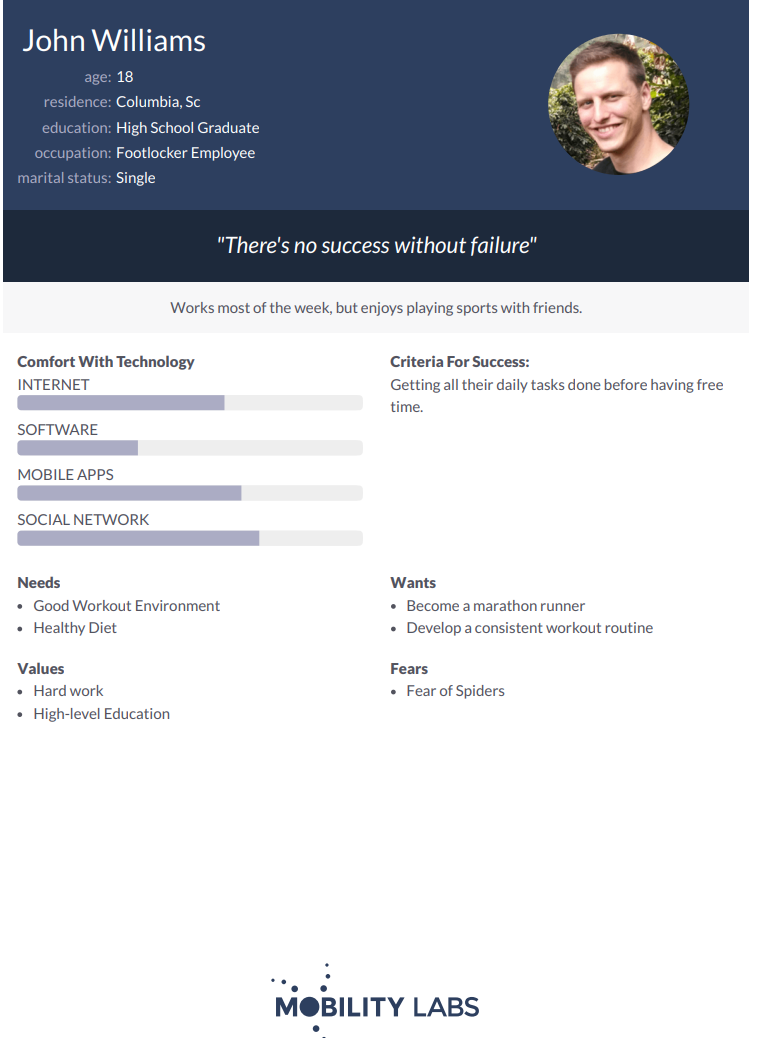 John Williams
age: 18
residence: Columbia, Sc
education: High School Graduate
occupation: Footlocker Employee
marital status: Single
"There's no success without failure"
Works most of the week, but enjoys playing sports with friends.
Comfort With Technology
INTERNET
SOFTWARE
MOBILE APPS
SOCIAL NETWORK
Criteria For Success:
Getting all their daily tasks done before having free
time.
Needs
• Good Workout Environment
• Healthy Diet
Wants
• Become a marathon runner
• Develop a consistent workout routine
Values
• Hard work
• High-level Education
Fears
• Fear of Spiders
MOBILITY LABS